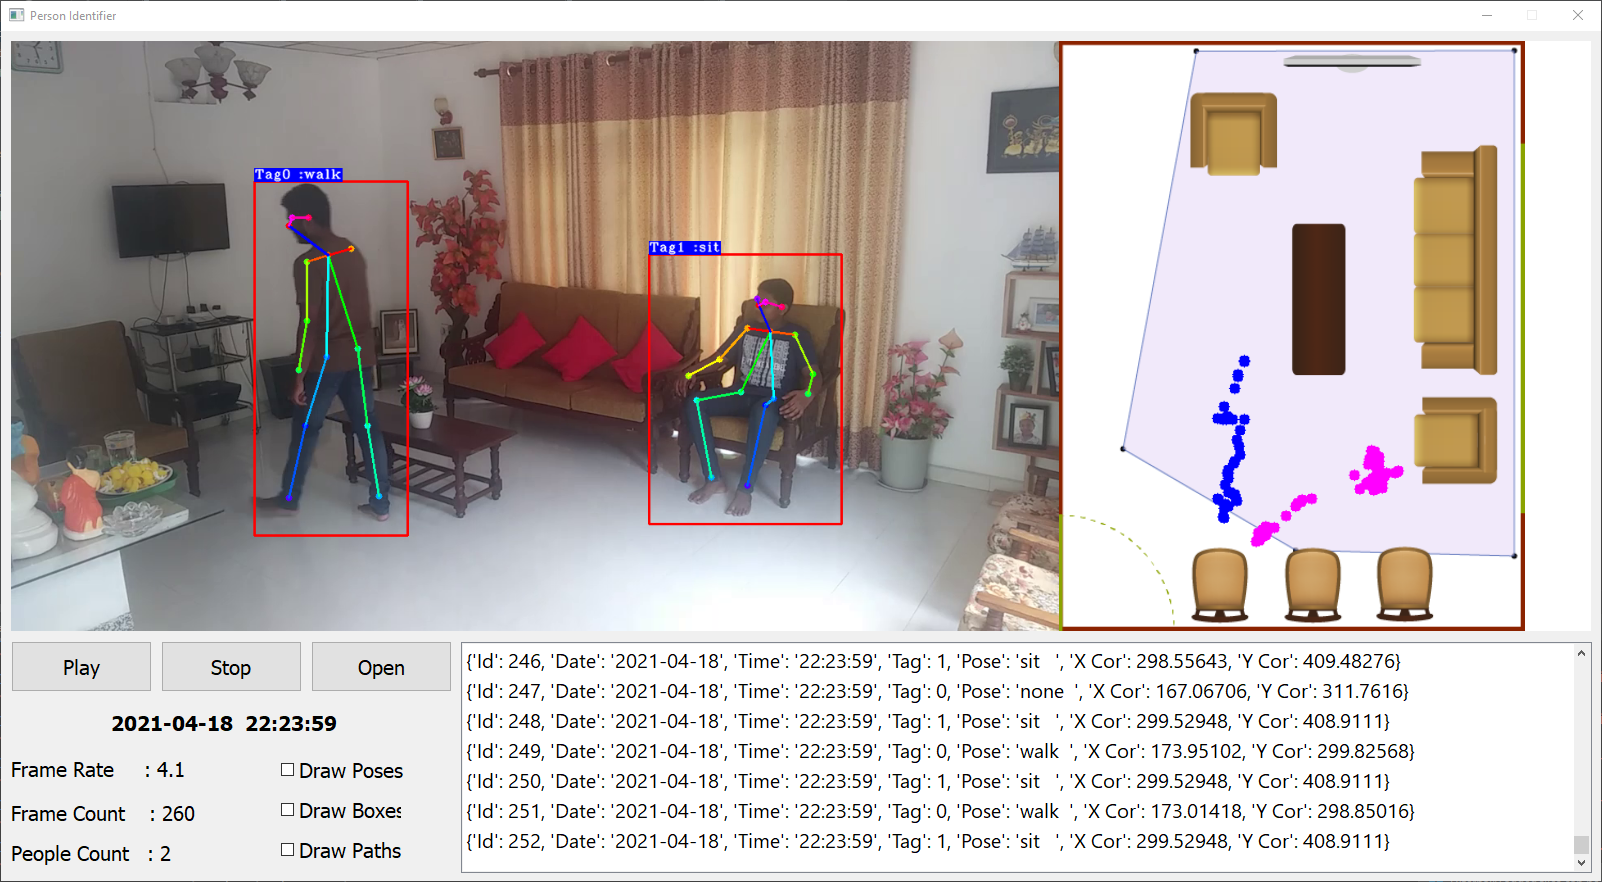 Person Identifier
Tag0 :walk
Tag1 :sit
Play
Stop
Open
2021-04-18 22:23:59
Frame Rate : 4.1
Draw Poses
Frame Count : 260
Draw Boxes
People Count : 2
Draw Paths
{'Id': 246, 'Date': '2021-04-18', 'Time': '22:23:59', 'Tag': 1, 'Pose': 'sit   ', 'X Cor': 298.55643, 'Y Cor': 409.48276}
{'Id': 247, 'Date': '2021-04-18', 'Time': '22:23:59', 'Tag': 0, 'Pose': 'none  ', 'X Cor': 167.06706, 'Y Cor': 311.7616}
{'Id': 248, 'Date': '2021-04-18', 'Time': '22:23:59', 'Tag': 1, 'Pose': 'sit   ', 'X Cor': 299.52948, 'Y Cor': 408.9111}
{'Id': 249, 'Date': '2021-04-18', 'Time': '22:23:59', 'Tag': 0, 'Pose': 'walk  ', 'X Cor': 173.95102, 'Y Cor': 299.82568}
{'Id': 250, 'Date': '2021-04-18', 'Time': '22:23:59', 'Tag': 1, 'Pose': 'sit   ', 'X Cor': 299.52948, 'Y Cor': 408.9111}
{'Id': 251, 'Date': '2021-04-18', 'Time': '22:23:59', 'Tag': 0, 'Pose': 'walk  ', 'X Cor': 173.01418, 'Y Cor': 298.85016}
{'Id': 252, 'Date': '2021-04-18', 'Time': '22:23:59', 'Tag': 1, 'Pose': 'sit   ', 'X Cor': 299.52948, 'Y Cor': 408.9111}